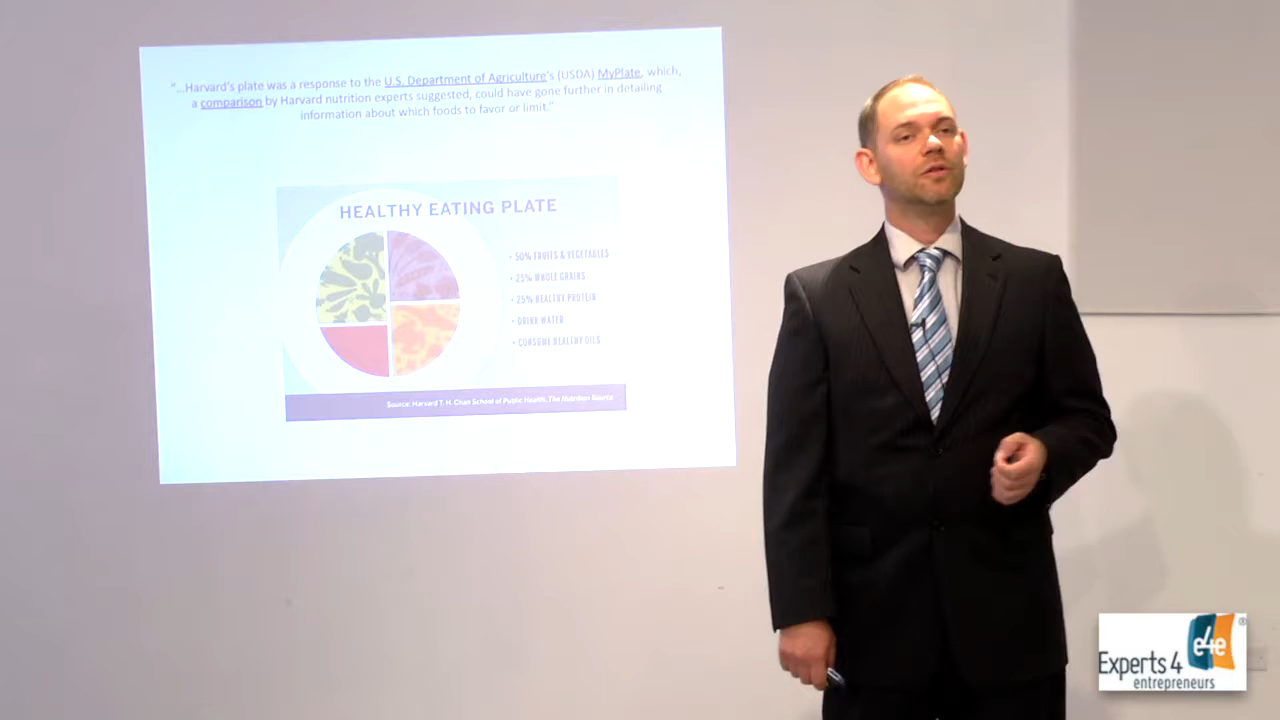 “...Harvard's plate was a response to the U.S. Department of Agriculture's (USDA) MyPlate, which,
a comparison by Harvard nutrition experts suggested, could have gone further in detailing
information about which foods to favor or limit.”
HEALTHY EATING PLATE
• 50% FRUITS & VEGETABLES
• 25% WHOLE GRAINS
• 25% HEALTHY PROTEIN
• DRINK WATER
• CONSUME HEALTHY OILS
Source: Harvard T. H. Chan School of Public Health, The Nutrition Source
e4e ®
Experts 4
entrepreneurs